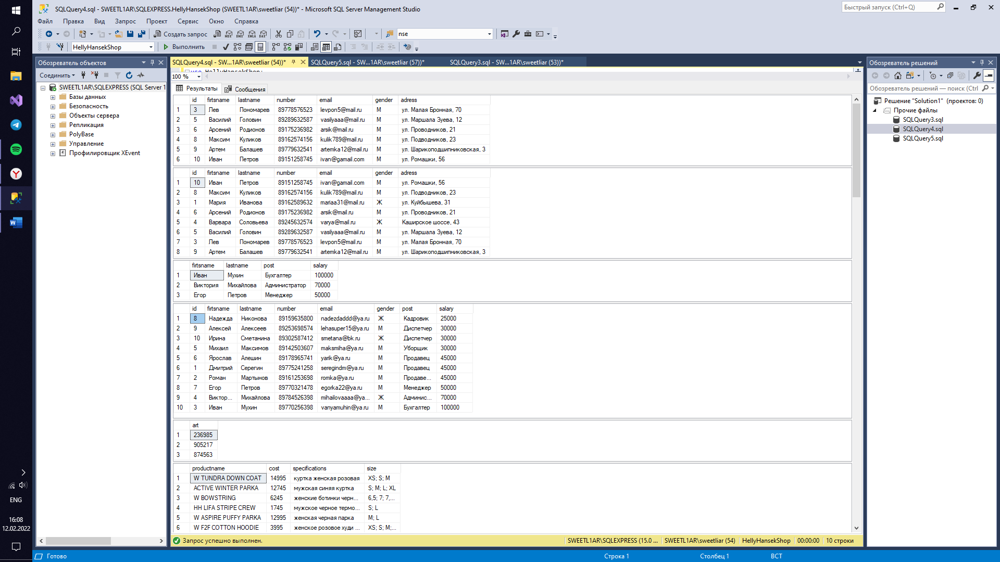 SQLQuery4.sql - SWEETL1AR\SQLEXPRESS.HellyHansekShop (SWEETL1AR\sweetliar (54))* - Microsoft SQL Server Management Studio
Быстрый запуск (Ctrl+Q)
Файл Правка Вид Запрос Проект Сервис Окно Справка
Создать запрос nse
HellyHansekShop Выполнить
Обозреватель объектов
Соединить
SWEETL1AR\SQLEXPRESS (SQL Server 1
Базы данных
Безопасность
Объекты сервера
Репликация
PolyBase
Управление
Профилировщик XEvent
SQLQuery4.sql - SW...1AR\sweetliar (54))* SQLQuery5.sql - SW...1AR\sweetliar (57))* SQLQuery3.sql - SW...1AR\sweetliar (53))*
use HellyHansekShop;
100 %
Результаты Сообщения
id firtsname lastname number email gender adress
1 3 Лев Пономарев 89778576523 levpon5@mail.ru М ул. Малая Бронная, 70
2 5 Василий Головин 89289632587 vasilyaaa@mail.ru М ул. Маршала Зуева, 12
3 6 Арсений Родионов 89175236982 arsik@mail.ru М ул. Проводников, 21
4 8 Максим Куликов 89162574156 kulik789@mail.ru М ул. Подводников, 23
5 9 Артем Балашев 89779632541 artemka12@mail.ru М ул. Шарикоподшипниковская, 3
6 10 Иван Петров 89151258745 ivan@gamail.com М ул. Ромашки, 56
id firtsname lastname number email gender adress
1 10 Иван Петров 89151258745 ivan@gamail.com М ул. Ромашки, 56
2 8 Максим Куликов 89162574156 kulik789@mail.ru М ул. Подводников, 23
3 1 Мария Иванова 89162589632 mariaa31@mail.ru Ж ул. Куйбышева, 31
4 6 Арсений Родионов 89175236982 arsik@mail.ru М ул. Проводников, 21
5 4 Варвара Соловьева 89245632574 varya@mail.ru Ж Каширское шоссе, 43
6 5 Василий Головин 89289632587 vasilyaaa@mail.ru М ул. Маршала Зуева, 12
7 3 Лев Пономарев 89778576523 levpon5@mail.ru М ул. Малая Бронная, 70
8 9 Артем Балашев 89779632541 artemka12@mail.ru М ул. Шарикоподшипниковская, 3
firtsname lastname post salary
1 Иван Мухин Бухгалтер 100000
2 Виктория Михайлова Администратор 70000
3 Егор Петров Менеджер 50000
id firtsname lastname number email gender post salary
1 8 Надежда Никонова 89159635800 nadezdaddd@ya.ru Ж Кадровик 25000
2 9 Алексей Алексеев 89253698574 lehasuper15@ya.ru М Диспетчер 30000
3 10 Ирина Сметанина 89302587412 smetana@bk.ru Ж Диспетчер 30000
4 5 Михаил Максимов 89142503607 maksmiha@ya.ru М Уборщик 30000
5 6 Ярослав Алешин 89178965741 yarik@ya.ru М Продавец 45000
6 1 Дмитрий Серегин 89775241258 seregindm@ya.ru М Продавец 45000
7 2 Роман Мартынов 89161253698 romka@ya.ru М Продаве... 45000
8 7 Егор Петров 89770321478 egorka22@ya.ru М Менеджер 50000
9 4 Виктор... Михайлова 89784526398 mihailovaaaa@ya... Ж Админис... 70000
10 3 Иван Мухин 89770256398 vanyamuhin@ya.ru М Бухгалтер 100000
art
1 236985
2 905217
3 874563
productname cost specifications size
1 W TUNDRA DOWN COAT 14995 куртка женская розовая XS; S; M
2 ACTIVE WINTER PARKA 12745 мужская синяя куртка S; M; L; XL
3 W BOWSTRING 6245 женские ботинки черн... 6,5; 7; 7,...
4 HH LIFA STRIPE CREW 1745 мужское черное термо... S; L
5 W ASPIRE PUFFY PARKA 12995 женская черная парка M; L
6 W F2F COTTON HOODIE 3995 женское розовое худи ... XS; S; M;...
Запрос успешно выполнен. SWEETL1AR\SQLEXPRESS (15.0 ... SWEETL1AR\sweetliar (54) HellyHansekShop 00:00:00 10 строки
Обозреватель решений
Обозреватель решений — поиск (Ctrl
Решение "Solution1" (проектов: 0)
Прочие файлы
SQLQuery3.sql
SQLQuery4.sql
SQLQuery5.sql
Готово Строка 1 Столбец 1 ВСТ
ENG
16:08
12.02.2022